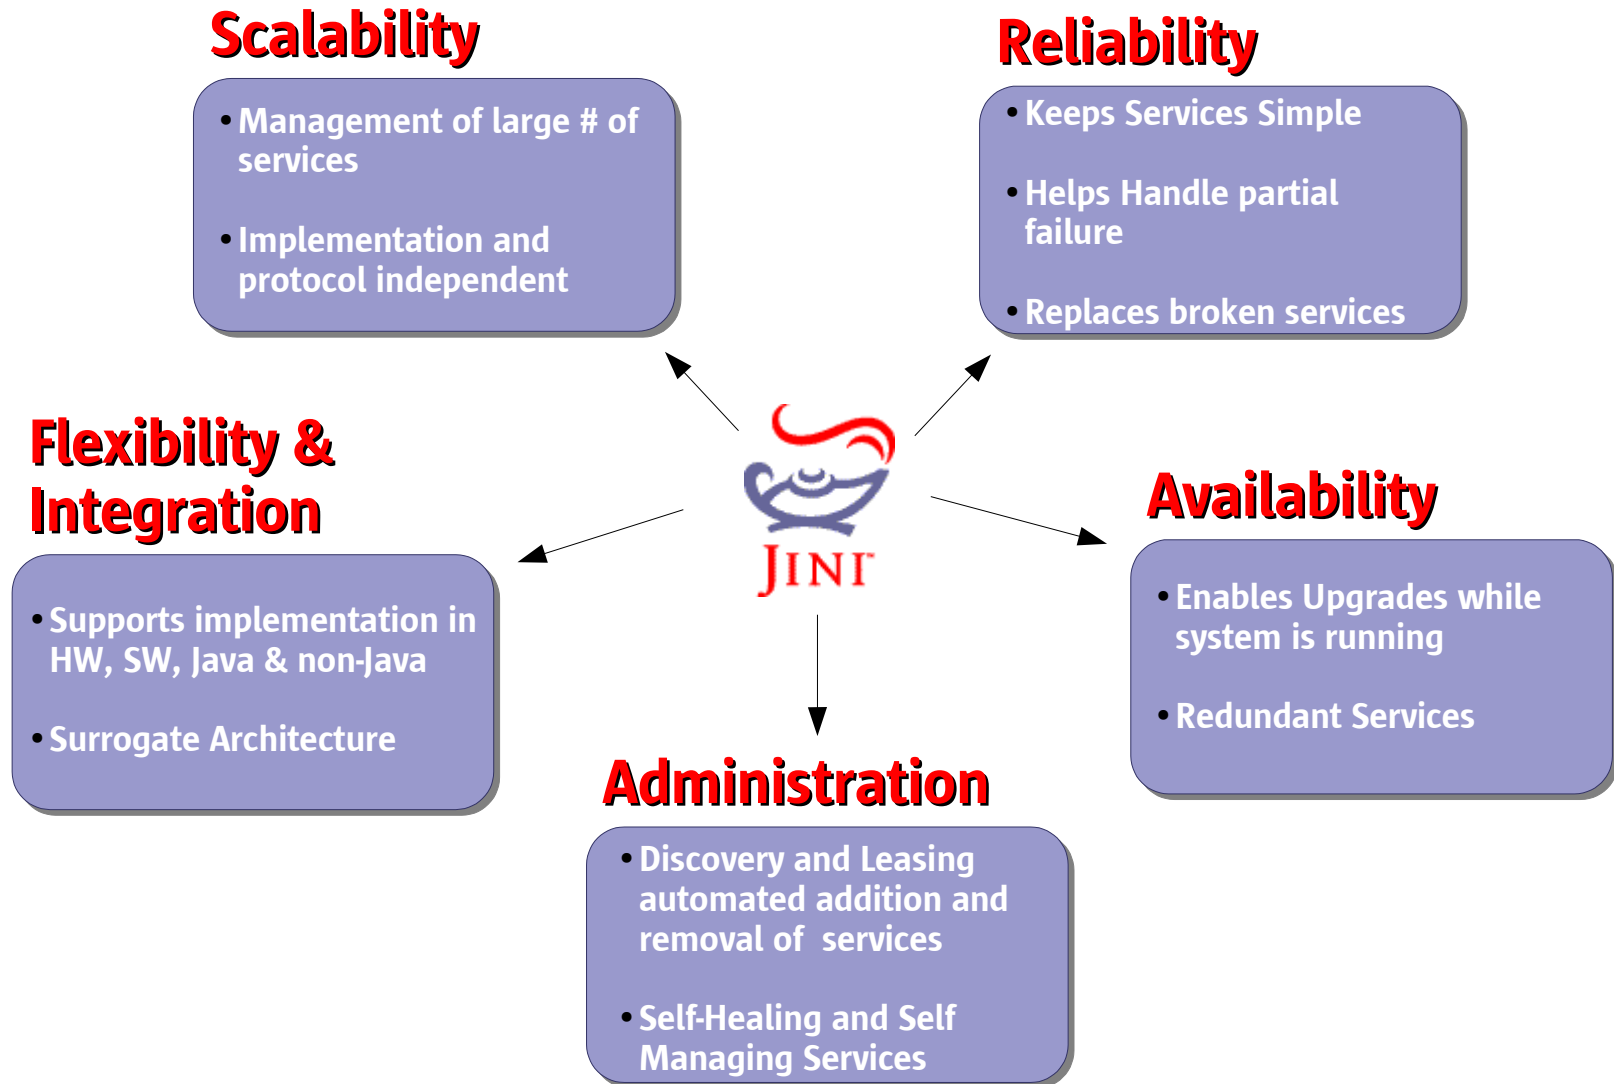 Scalability
• Management of large # of
services
• Implementation and
protocol independent
Reliability
• Keeps Services Simple
• Helps Handle partial
failure
• Replaces broken services
Flexibility &
Integration
• Supports implementation in
HW, SW, Java & non-Java
• Surrogate Architecture
JINI™
Availability
• Enables Upgrades while
system is running
• Redundant Services
Administration
• Discovery and Leasing
automated addition and
removal of  services
• Self-Healing and Self
Managing Services